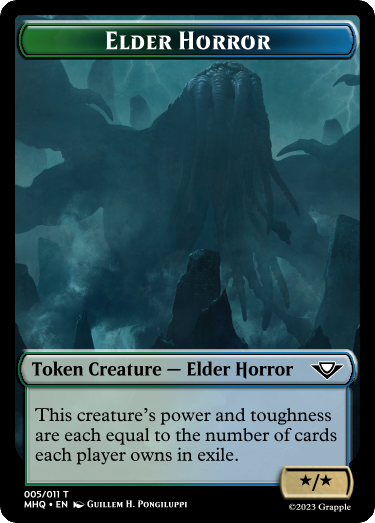 Elder Horror
Token Creature — Elder Horror
This creature's power and toughness
are each equal to the number of cards
each player owns in exile.
★/★
005/011 T
MHQ • EN Guillem H. Pongiluppi
©2023 Grapple